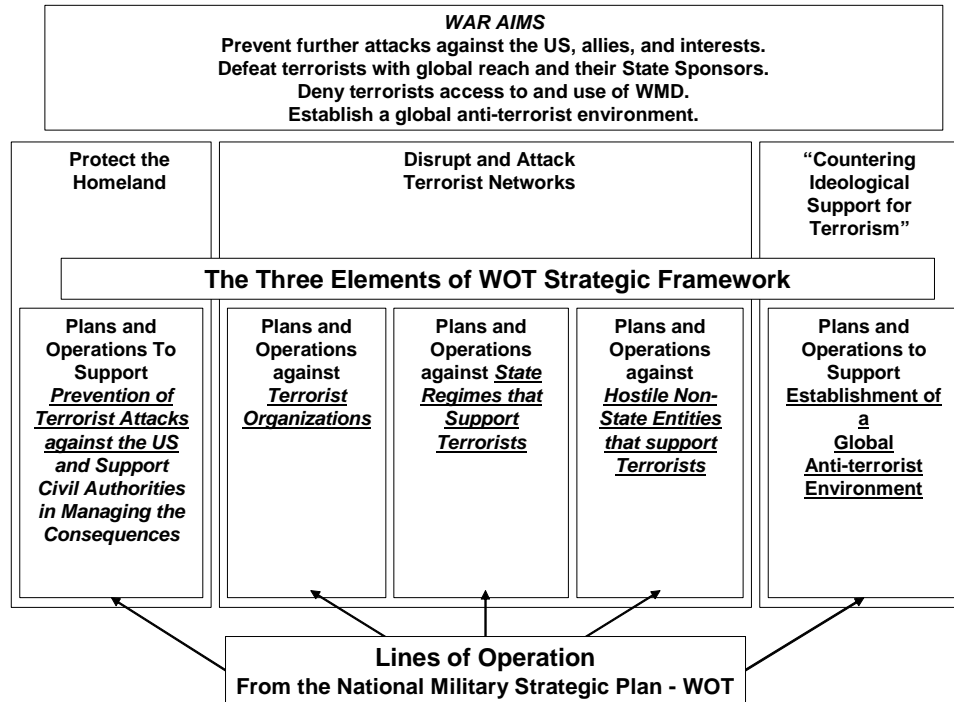 WAR AIMS
Prevent further attacks against the US, allies, and interests.
Defeat terrorists with global reach and their State Sponsors.
Deny terrorists access to and use of WMD.
Establish a global anti-terrorist environment.
Protect the
Homeland
Disrupt and Attack
Terrorist Networks
“Countering
Ideological
Support for
Terrorism”
The Three Elements of WOT Strategic Framework
Plans and
Operations To
Support
Prevention of
Terrorist Attacks
against the US
and Support
Civil Authorities
in Managing the
Consequences
Plans and
Operations
against
Terrorist
Organizations
Plans and
Operations
against State
Regimes that
Support
Terrorists
Plans and
Operations
against
Hostile Non-
State Entities
that support
Terrorists
Plans and
Operations to
Support
Establishment of
a
Global
Anti-terrorist
Environment
Lines of Operation
From the National Military Strategic Plan - WOT